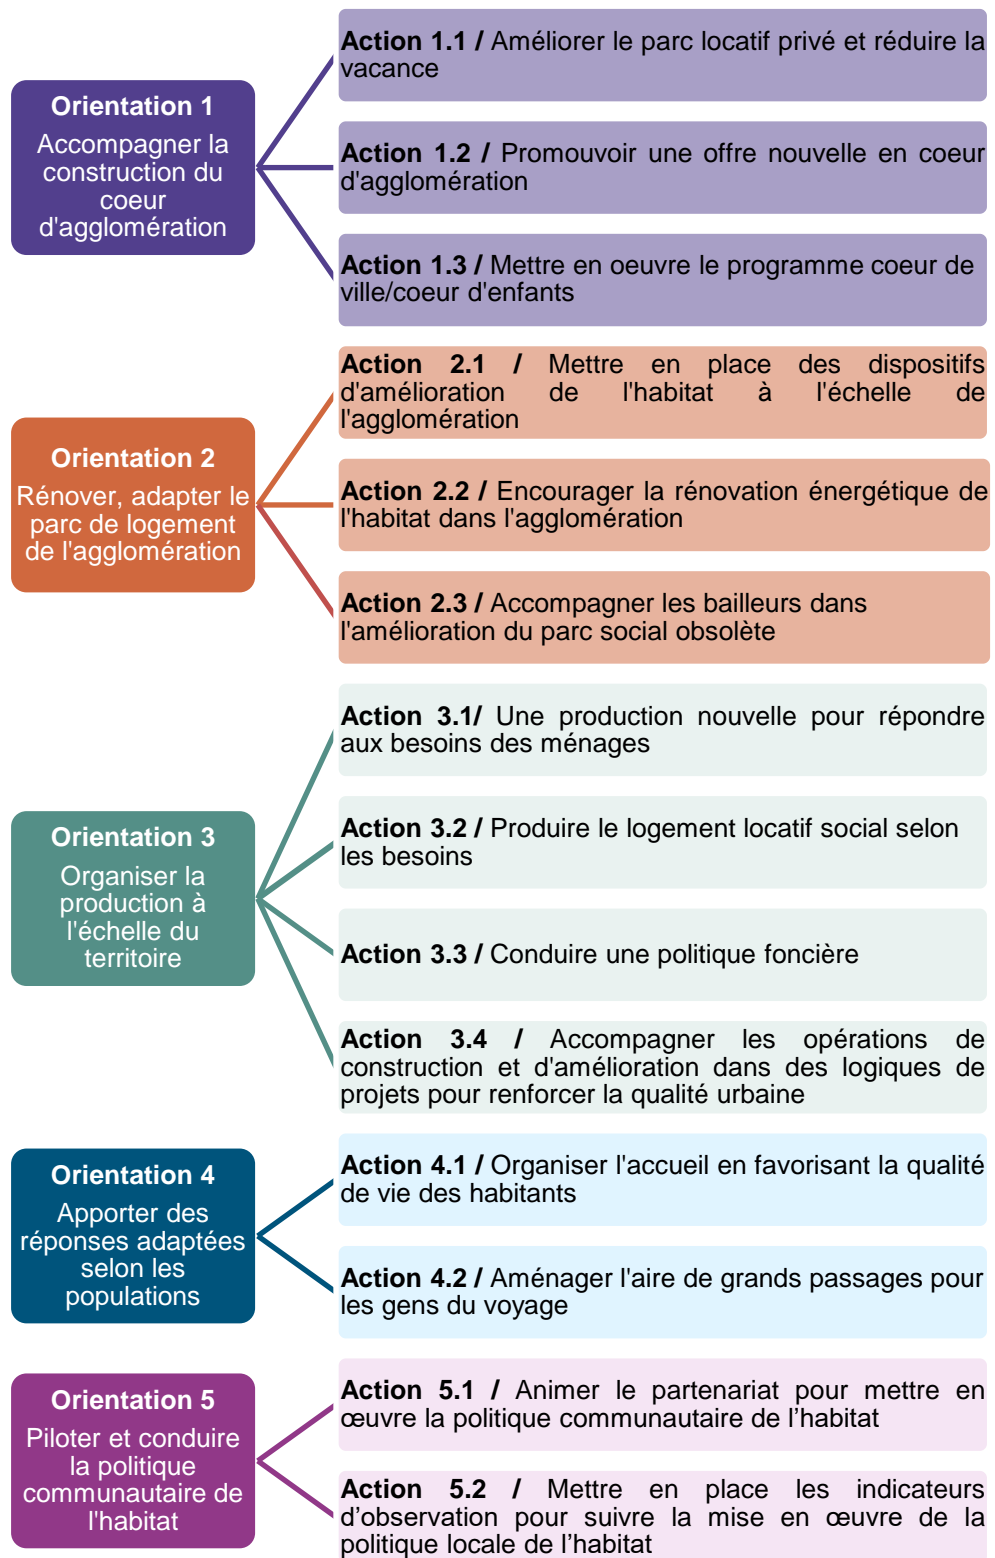 Orientation 1
Accompagner la
construction du
coeur
d'agglomération
Action 1.1 / Améliorer le parc locatif privé et réduire la
vacance
Action 1.2 / Promouvoir une offre nouvelle en coeur
d'agglomération
Action 1.3 / Mettre en oeuvre le programme coeur de
ville/coeur d'enfants
Orientation 2
Rénover, adapter le
parc de logement
de l'agglomération
Action 2.1 / Mettre en place des dispositifs
d'amélioration de l'habitat à l'échelle de
l'agglomération
Action 2.2 / Encourager la rénovation énergétique de
l'habitat dans l'agglomération
Action 2.3 / Accompagner les bailleurs dans
l'amélioration du parc social obsolète
Orientation 3
Organiser la
production à
l'échelle du
territoire
Action 3.1/ Une production nouvelle pour répondre
aux besoins des ménages
Action 3.2 / Produire le logement locatif social selon
les besoins
Action 3.3 / Conduire une politique foncière
Action 3.4 / Accompagner les opérations de
construction et d'amélioration dans des logiques de
projets pour renforcer la qualité urbaine
Orientation 4
Apporter des
réponses adaptées
selon les
populations
Action 4.1 / Organiser l'accueil en favorisant la qualité
de vie des habitants
Action 4.2 / Aménager l'aire de grands passages pour
les gens du voyage
Orientation 5
Piloter et conduire
la politique
communautaire de
l'habitat
Action 5.1 / Animer le partenariat pour mettre en
œuvre la politique communautaire de l’habitat
Action 5.2 / Mettre en place les indicateurs
d’observation pour suivre la mise en œuvre de la
politique locale de l’habitat